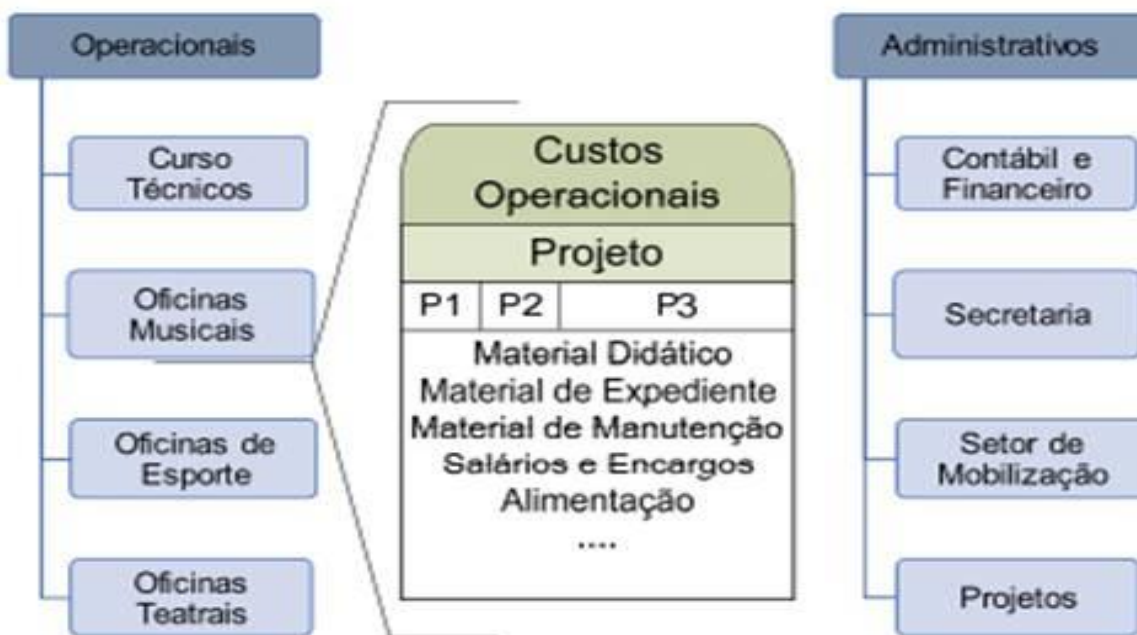 Operacionais
Curso
Técnicos
Oficinas
Musicais
Oficinas de
Esporte
Oficinas
Teatrais
Custos
Operacionais
Projeto
P1 P2 P3
Material Didático
Material de Expediente
Material de Manutenção
Salários e Encargos
Alimentação
....
Administrativos
Contábil e
Financeiro
Secretaria
Setor de
Mobilização
Projetos